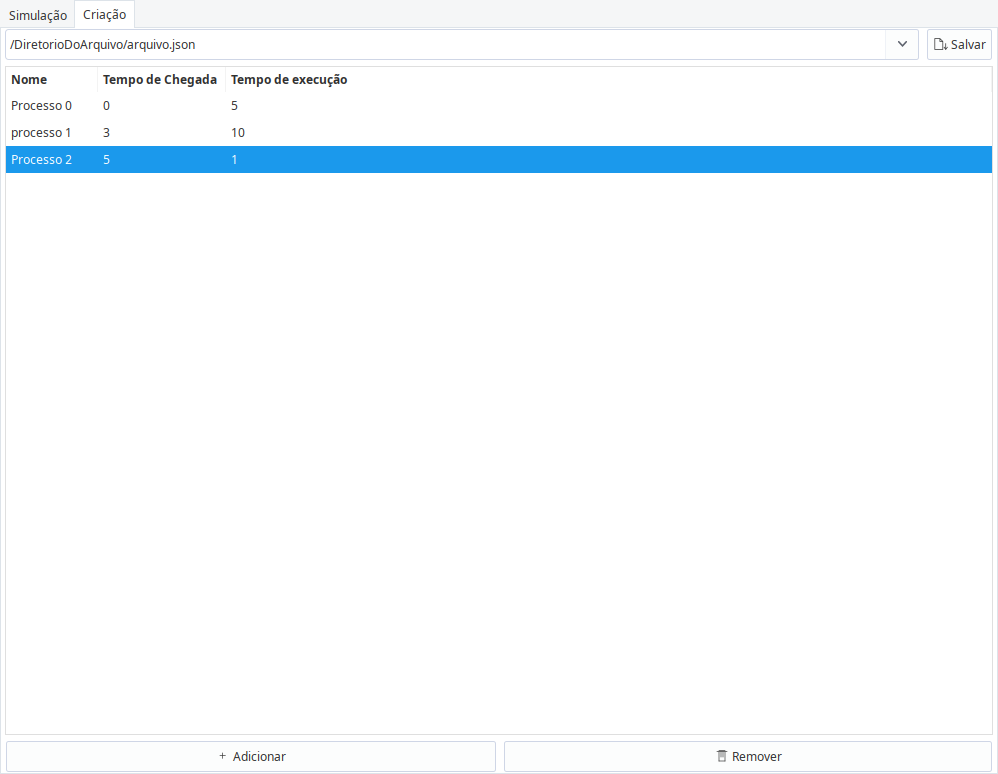 Simulação Criação
/DiretorioDoArquivo/arquivo.json Salvar
Nome Tempo de Chegada Tempo de execução
Processo 0 0 5
processo 1 3 10
Processo 2 5 1
+ Adicionar Remover